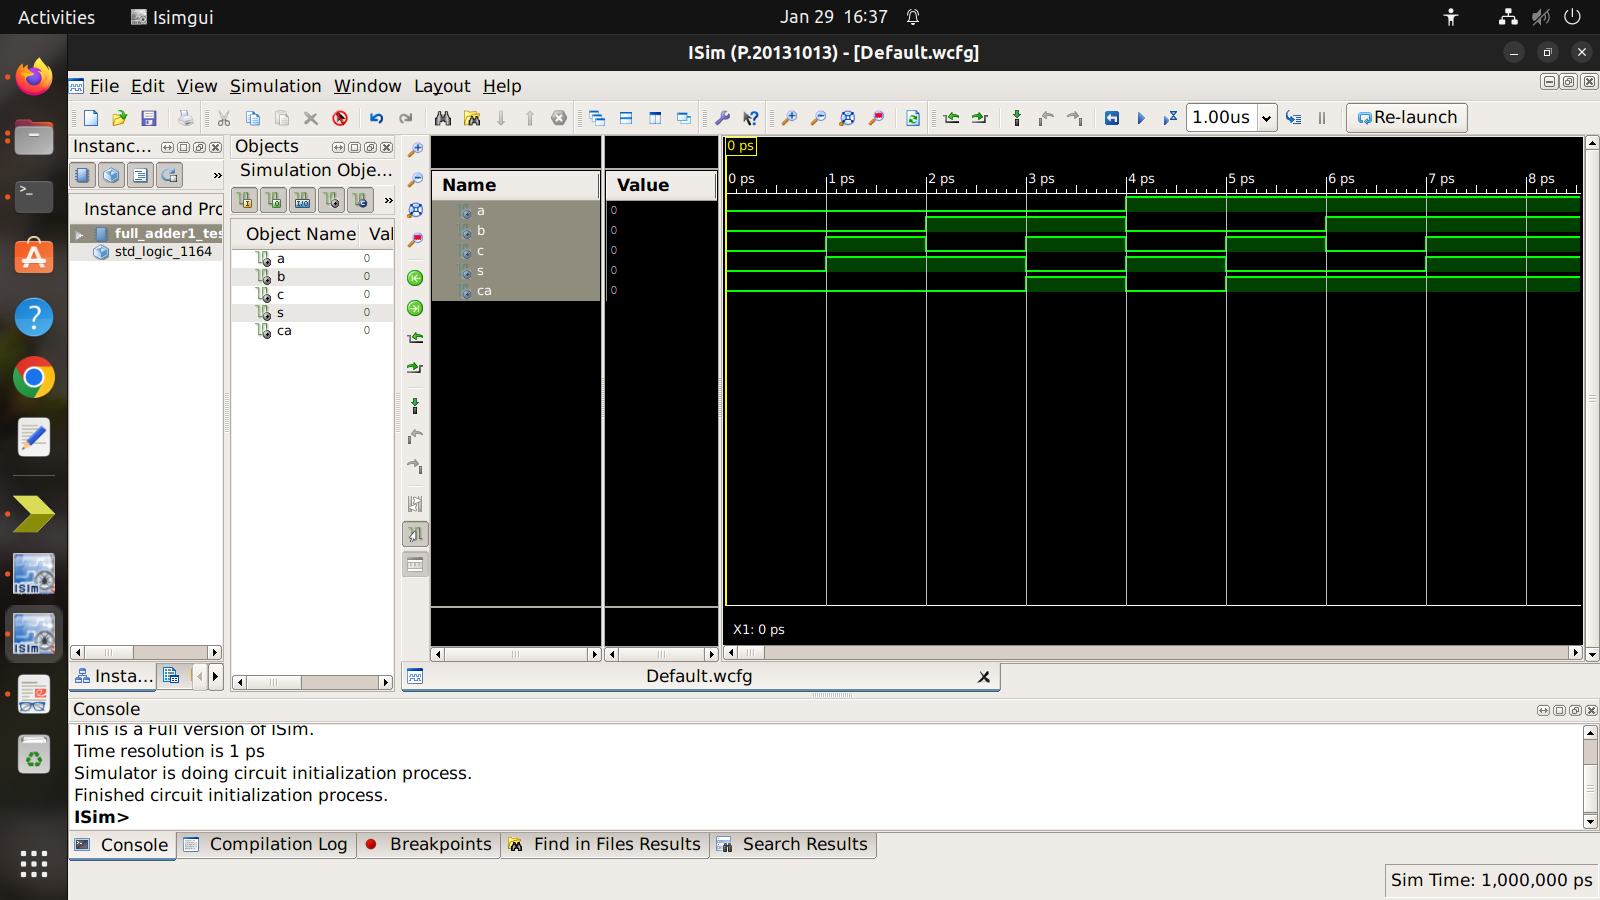 Activities
Isimgui
Jan 29 16:37
ISim (P.20131013) - [Default.wcfg]
File Edit View Simulation Window Layout Help
1.00us
Re-launch
Instanc...
Objects
Simulation Obje...
»
»
Instance and Prc
full_adder1_tes
std_logic_1164
Object Name Val
a 0
b 0
c 0
s 0
ca 0
Name Value
a 0
b 0
c 0
s 0
ca 0
0 ps
0 ps 1 ps 2 ps 3 ps 4 ps 5 ps 6 ps 7 ps 8 ps
X1: 0 ps
Insta...
Default.wcfg
Console
This is a Full version of ISim.
Time resolution is 1 ps
Simulator is doing circuit initialization process.
Finished circuit initialization process.
ISim>
Console Compilation Log Breakpoints Find in Files Results Search Results
Sim Time: 1,000,000 ps
ISim
ISim